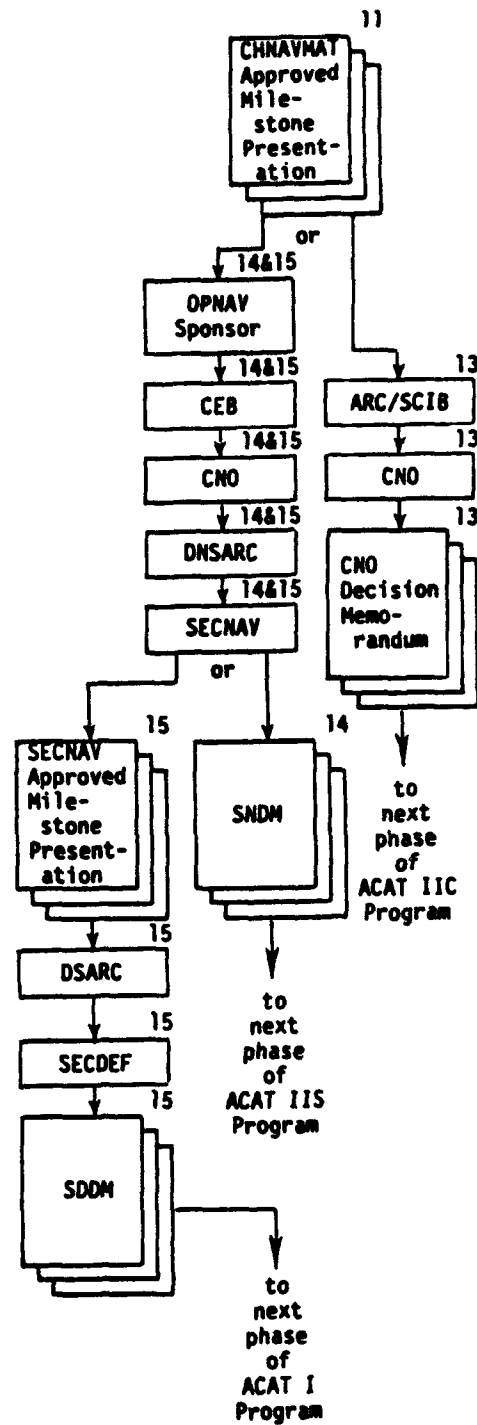 11
CHNAVMAT
Approved
Mile-
stone
Present-
ation
or
14&15
OPNAV
Sponsor
14&15
CEB
14&15
CNO
14&15
DNSARC
14&15
SECNAV
or
13
ARC/SCIB
13
CNO
13
CNO
Decision
Memo-
randum
to
next
phase
of
ACAT IIC
Program
15
SECNAV
Approved
Mile-
stone
Present-
ation
15
DSARC
15
SECDEF
15
SDDM
to
next
phase
of
ACAT I
Program
14
SNDM
to
next
phase
of
ACAT IIS
Program